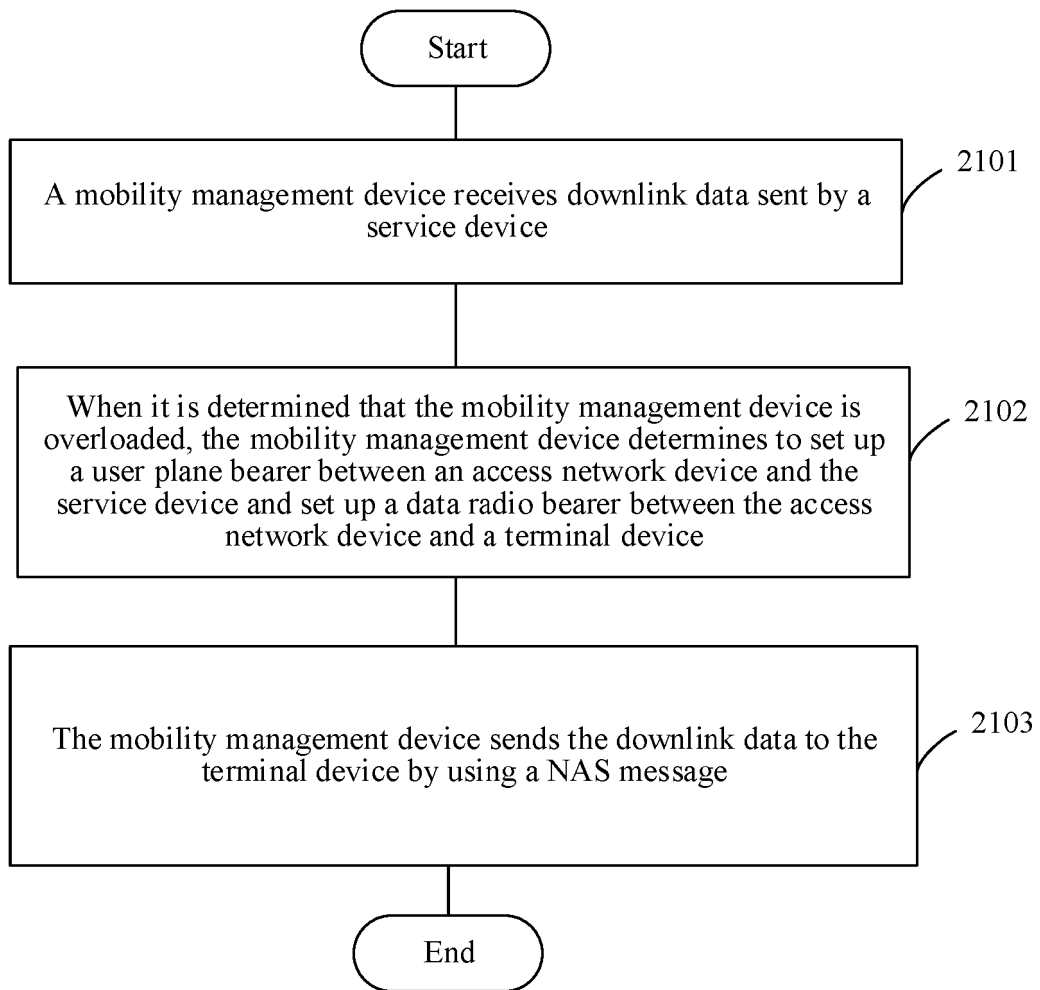 Start
A mobility management device receives downlink data sent by a
service device
2101
When it is determined that the mobility management device is
overloaded, the mobility management device determines to set up
a user plane bearer between an access network device and the
service device and set up a data radio bearer between the access
network device and a terminal device
2102
The mobility management device sends the downlink data to the
terminal device by using a NAS message
2103
End